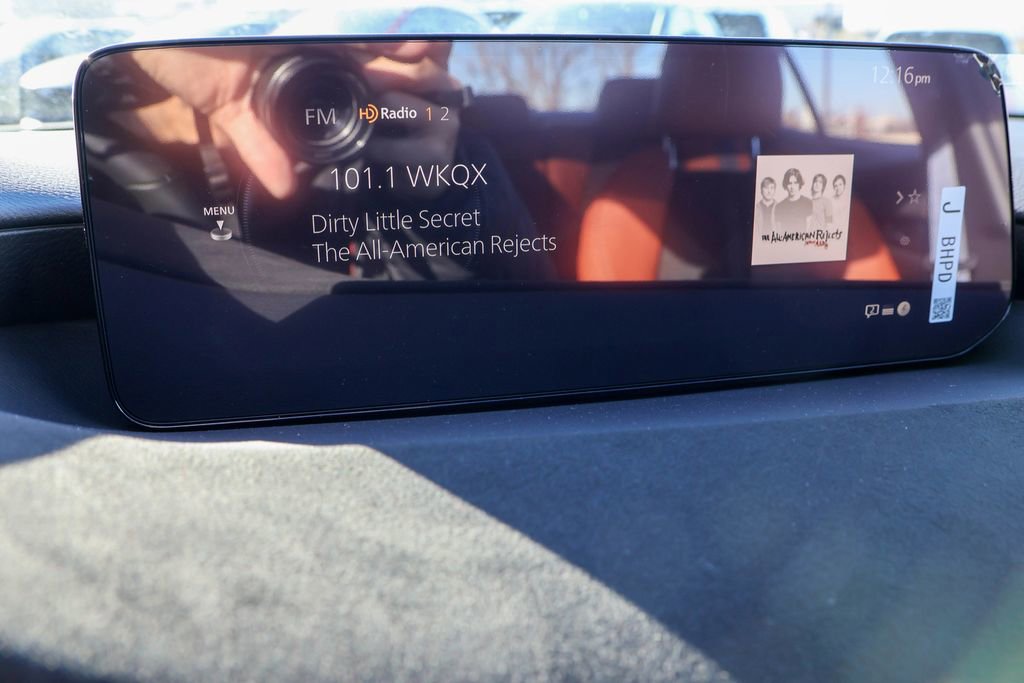 12:16pm
FM HD Radio 1 2
101.1 WKQX
MENU
Dirty Little Secret
The All-American Rejects
THE ALL-AMERICAN REJECTS
J BHPD
2